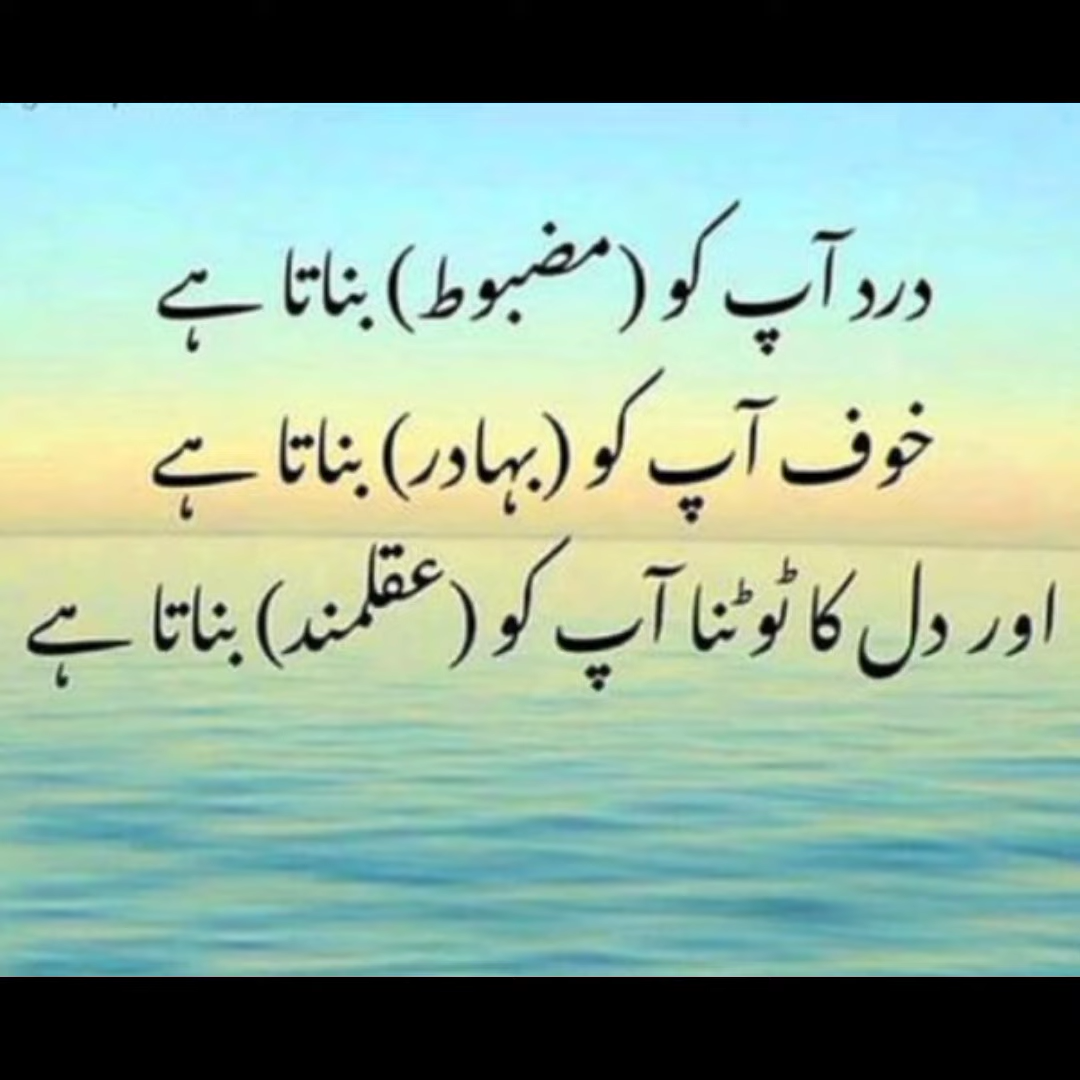 درد آپ کو (مضبوط) بناتا ہے
خوف آپ کو (بہادر) بناتا ہے
اور دل کا ٹوٹنا آپ کو (عقلمند) بناتا ہے